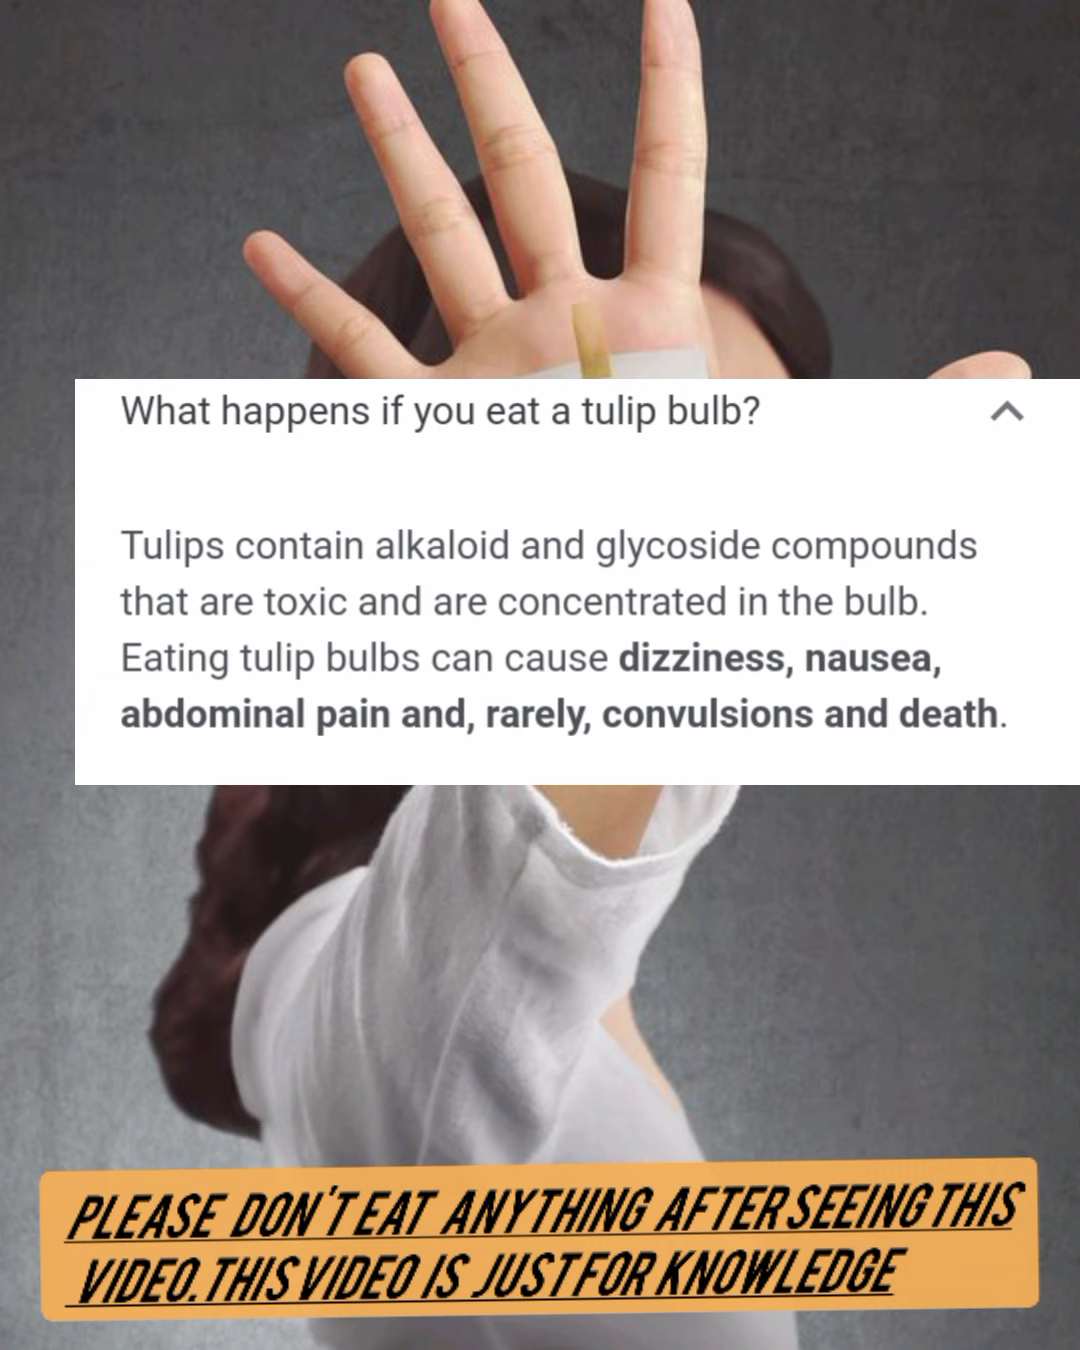 What happens if you eat a tulip bulb?
Tulips contain alkaloid and glycoside compounds
that are toxic and are concentrated in the bulb.
Eating tulip bulbs can cause dizziness, nausea,
abdominal pain and, rarely, convulsions and death.
PLEASE DON'T EAT ANYTHING AFTER SEEING THIS
VIDEO. THIS VIDEO IS JUST FOR KNOWLEDGE